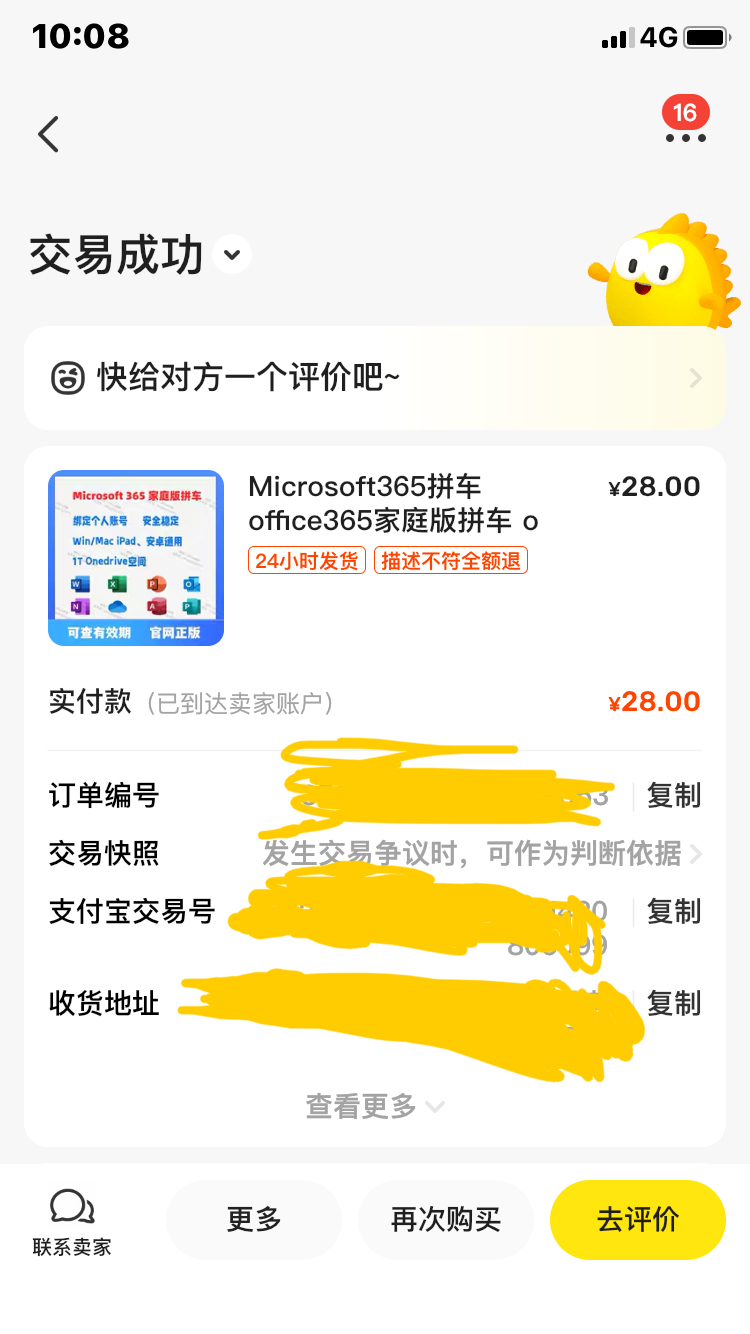 10:08
4G
16
交易成功
快给对方一个评价吧~
Microsoft 365 家庭版拼车
绑定个人账号 安全稳定
Win/Mac iPad、安卓通用
1T Onedrive空间
可查有效期 官网正版
Microsoft365拼车
office365家庭版拼车 o
¥28.00
24小时发货 描述不符全额退
实付款（已到达卖家账户） ¥28.00
订单编号 复制
交易快照 发生交易争议时，可作为判断依据
支付宝交易号 复制
收货地址 复制
查看更多
联系卖家 更多 再次购买 去评价